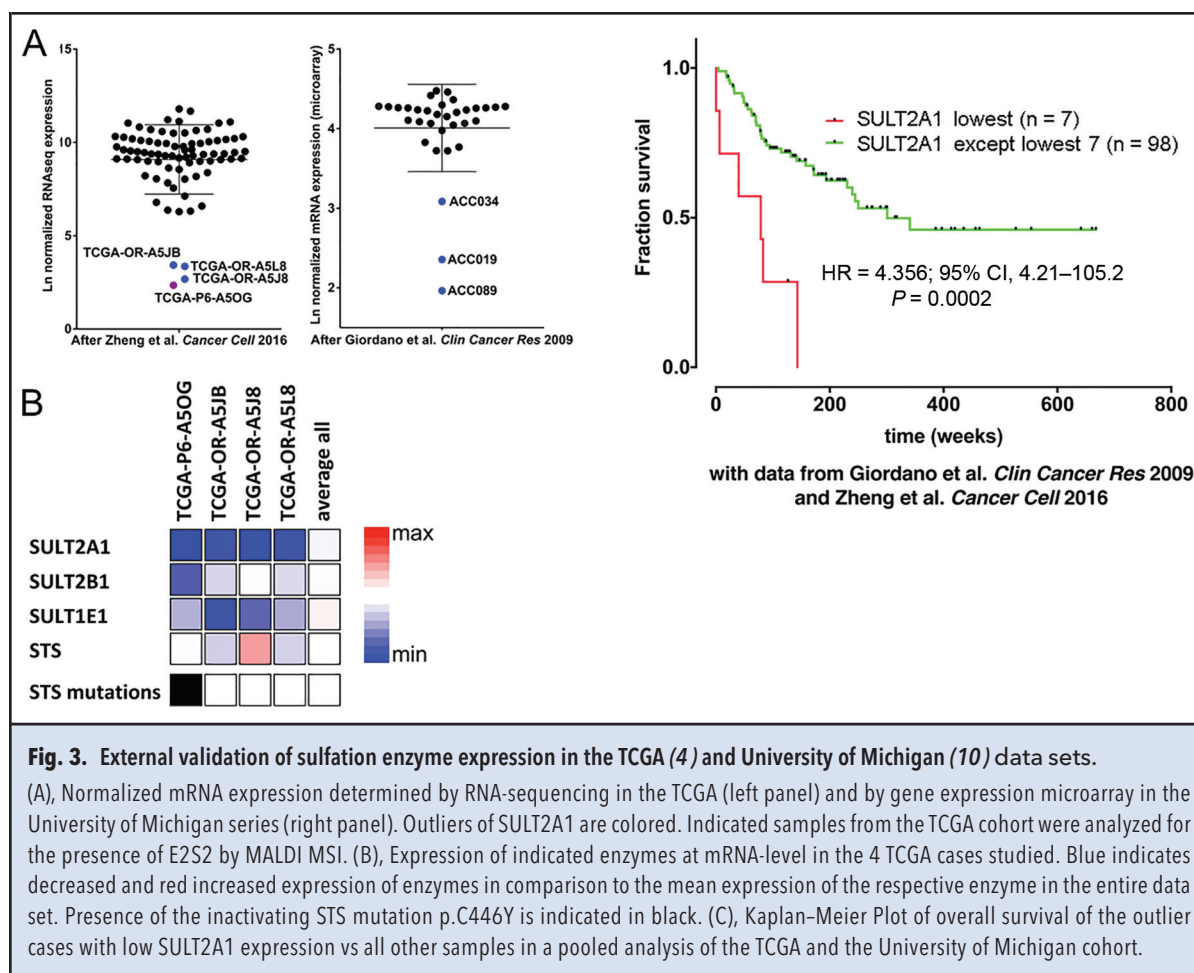 A
15
10
5
0
Ln normalized RNAseq expression
TCGA-OR-A5JB
TCGA-OR-A5L8
TCGA-OR-A5J8
TCGA-P6-A5OG
After Zheng et al. Cancer Cell 2016
5
4
3
2
Ln normalized mRNA expression (microarray)
ACC034
ACC019
ACC089
After Giordano et al. Clin Cancer Res 2009
1.0
0.5
0.0
Fraction survival
SULT2A1 lowest (n = 7)
SULT2A1 except lowest 7 (n = 98)
HR = 4.356; 95% CI, 4.21–105.2
P = 0.0002
0 200 400 600 800
time (weeks)
with data from Giordano et al. Clin Cancer Res 2009
and Zheng et al. Cancer Cell 2016
B
TCGA-P6-A5OG
TCGA-OR-A5JB
TCGA-OR-A5J8
TCGA-OR-A5L8
average all
SULT2A1
SULT2B1
SULT1E1
STS
STS mutations
max
min
Fig. 3. External validation of sulfation enzyme expression in the TCGA (4) and University of Michigan (10) data sets.
(A), Normalized mRNA expression determined by RNA-sequencing in the TCGA (left panel) and by gene expression microarray in the
University of Michigan series (right panel). Outliers of SULT2A1 are colored. Indicated samples from the TCGA cohort were analyzed for
the presence of E2S2 by MALDI MSI. (B), Expression of indicated enzymes at mRNA-level in the 4 TCGA cases studied. Blue indicates
decreased and red increased expression of enzymes in comparison to the mean expression of the respective enzyme in the entire data
set. Presence of the inactivating STS mutation p.C446Y is indicated in black. (C), Kaplan–Meier Plot of overall survival of the outlier
cases with low SULT2A1 expression vs all other samples in a pooled analysis of the TCGA and the University of Michigan cohort.